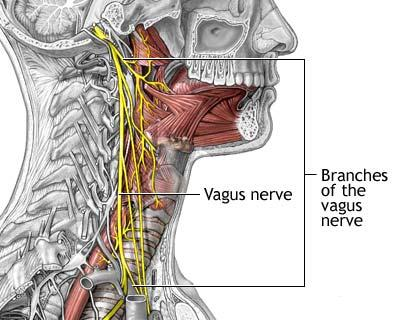 Vagus nerve
Branches
of the
vagus
nerve